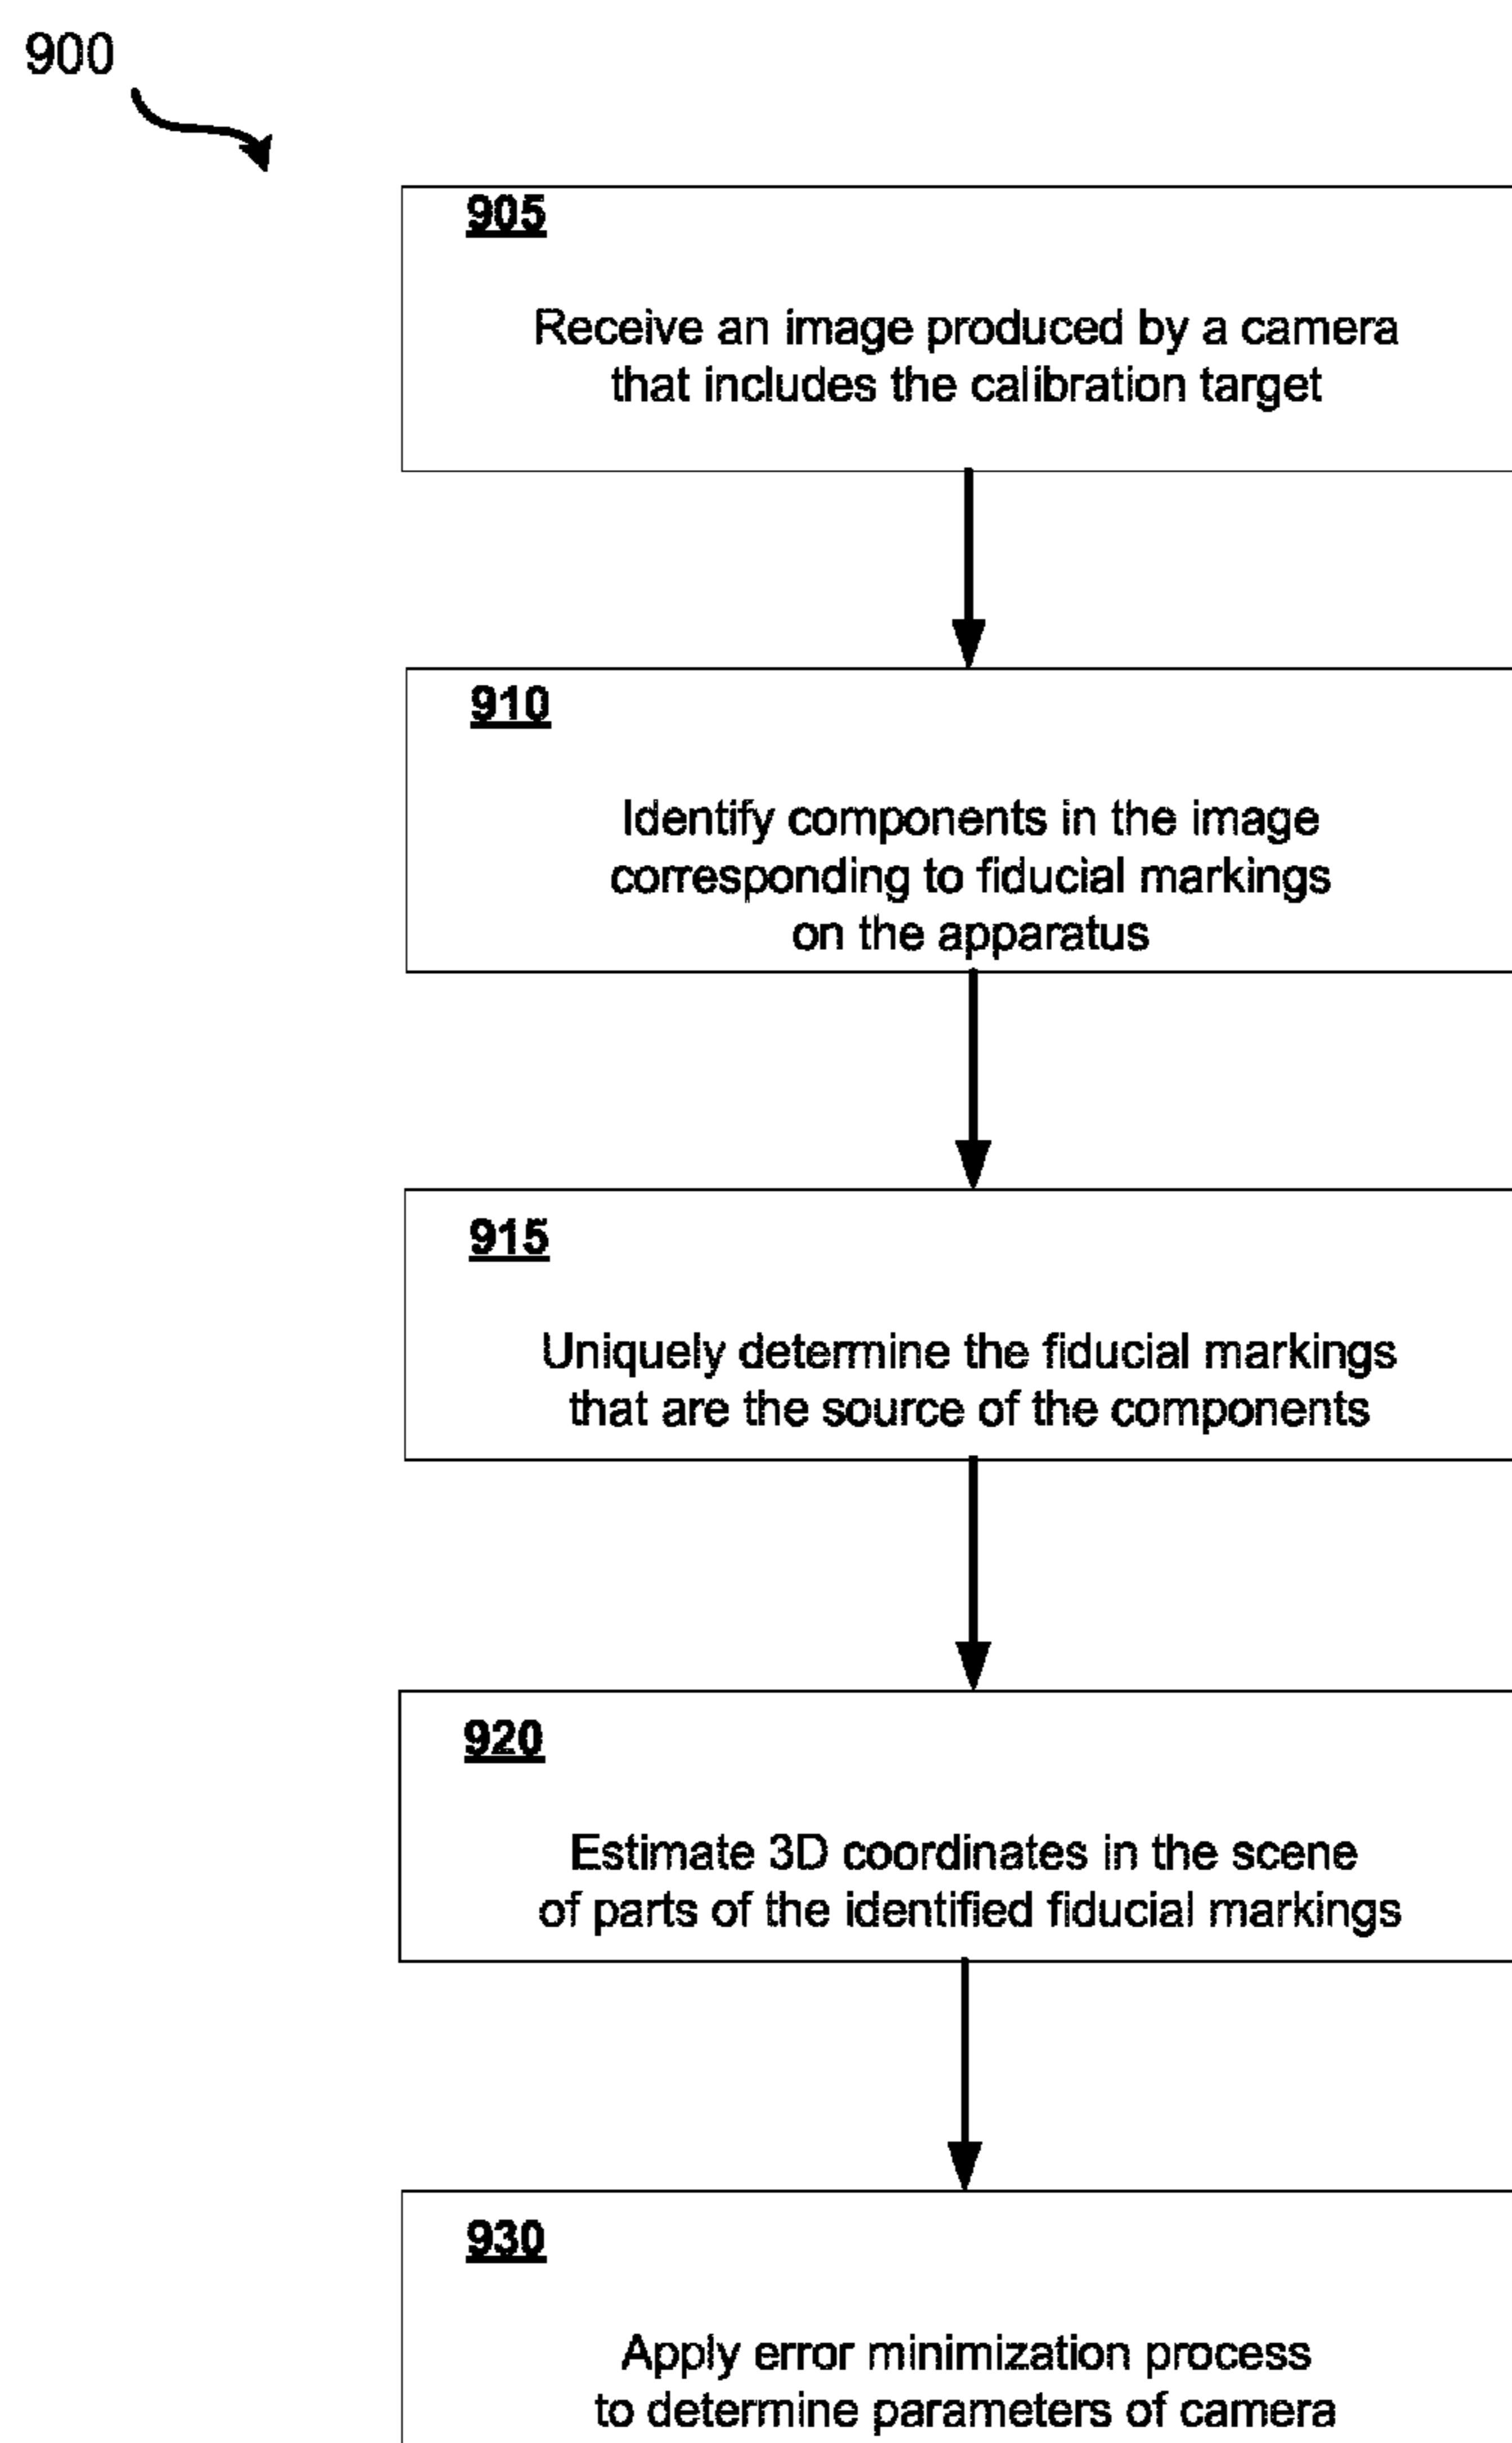 900
905
Receive an image produced by a camera
that includes the calibration target
910
Identify components in the image
corresponding to fiducial markings
on the apparatus
915
Uniquely determine the fiducial markings
that are the source of the components
920
Estimate 3D coordinates in the scene
of parts of the identified fiducial markings
930
Apply error minimization process
to determine parameters of camera